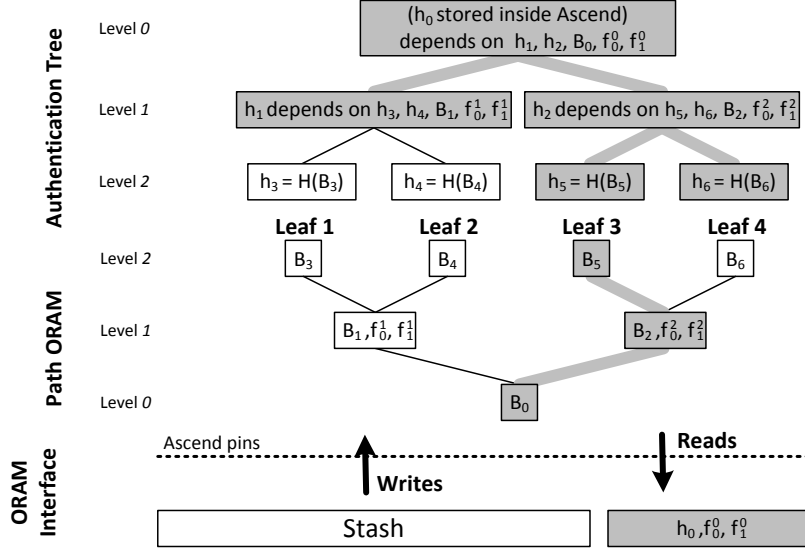 Authentication Tree
Level 0
(h₀ stored inside Ascend)
depends on h₁, h₂, B₀, f₀⁰, f₁⁰
Level 1
h₁ depends on h₃, h₄, B₁, f₀¹, f₁¹
h₂ depends on h₅, h₆, B₂, f₀², f₁²
Level 2
h₃ = H(B₃)
h₄ = H(B₄)
h₅ = H(B₅)
h₆ = H(B₆)
Leaf 1
Leaf 2
Leaf 3
Leaf 4
Path ORAM
Level 2
B₃
B₄
B₅
B₆
Level 1
B₁,f₀¹, f₁¹
B₂,f₀², f₁²
Level 0
B₀
ORAM
Interface
Ascend pins
Writes
Reads
Stash
h₀,f₀⁰, f₁⁰